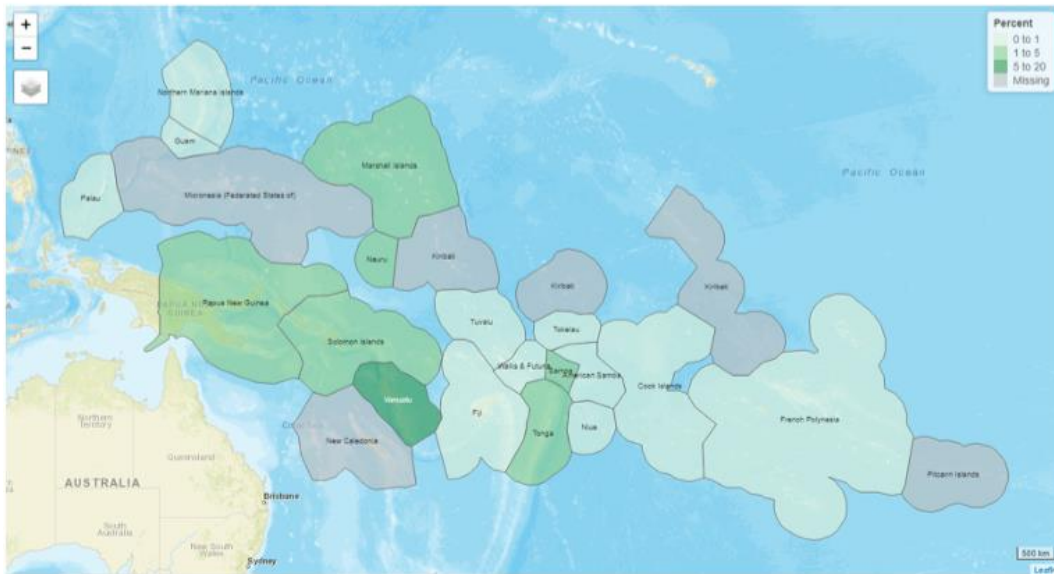 +
−
Percent
0 to 1
1 to 5
5 to 20
Missing
Pacific Ocean
Northern Mariana Islands
Guam
Marshall Islands
Pacific Ocean
Palau
Micronesia (Federated States of)
Nauru
Kiribati
Kiribati
Kiribati
Papua New Guinea
Tuvalu
Tokelau
Solomon Islands
Wallis & Futuna
Samoa
American Samoa
Cook Islands
Vanuatu
Fiji
French Polynesia
Northern
Territory
New Caledonia
Tonga
Niue
Queensland
Pitcairn Islands
AUSTRALIA
Brisbane
South
Australia
New South
Wales
500 km
Sydney
Leafl